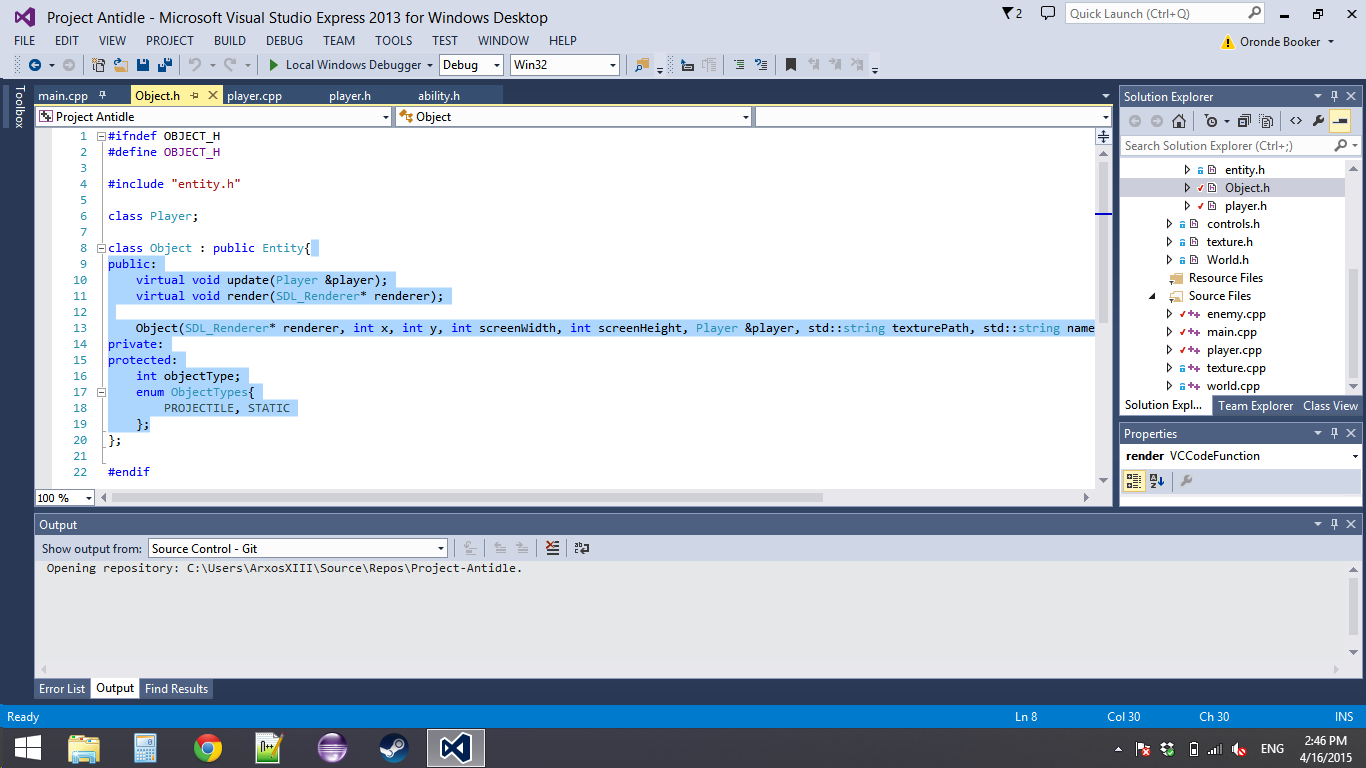 Project Antidle - Microsoft Visual Studio Express 2013 for Windows Desktop
2
Quick Launch (Ctrl+Q)
FILE EDIT VIEW PROJECT BUILD DEBUG TEAM TOOLS TEST WINDOW HELP
Oronde Booker
Local Windows Debugger Debug Win32
Toolbox
main.cpp Object.h player.cpp player.h ability.h
Project Antidle Object
1 #ifndef OBJECT_H
2 #define OBJECT_H
3
4 #include "entity.h"
5
6 class Player;
7
8 class Object : public Entity{
9 public:
10 virtual void update(Player &player);
11 virtual void render(SDL_Renderer* renderer);
12
13 Object(SDL_Renderer* renderer, int x, int y, int screenWidth, int screenHeight, Player &player, std::string texturePath, std::string name
14 private:
15 protected:
16 int objectType;
17 enum ObjectTypes{
18 PROJECTILE, STATIC
19 };
20 };
21
22 #endif
100 %
Solution Explorer
Search Solution Explorer (Ctrl+;)
entity.h
Object.h
player.h
controls.h
texture.h
World.h
Resource Files
Source Files
enemy.cpp
main.cpp
player.cpp
texture.cpp
world.cpp
Solution Expl... Team Explorer Class View
Properties
render VCCodeFunction
Output
Show output from: Source Control - Git
Opening repository: C:\Users\ArxosXIII\Source\Repos\Project-Antidle.
Error List Output Find Results
Ready Ln 8 Col 30 Ch 30 INS
ENG
2:46 PM
4/16/2015